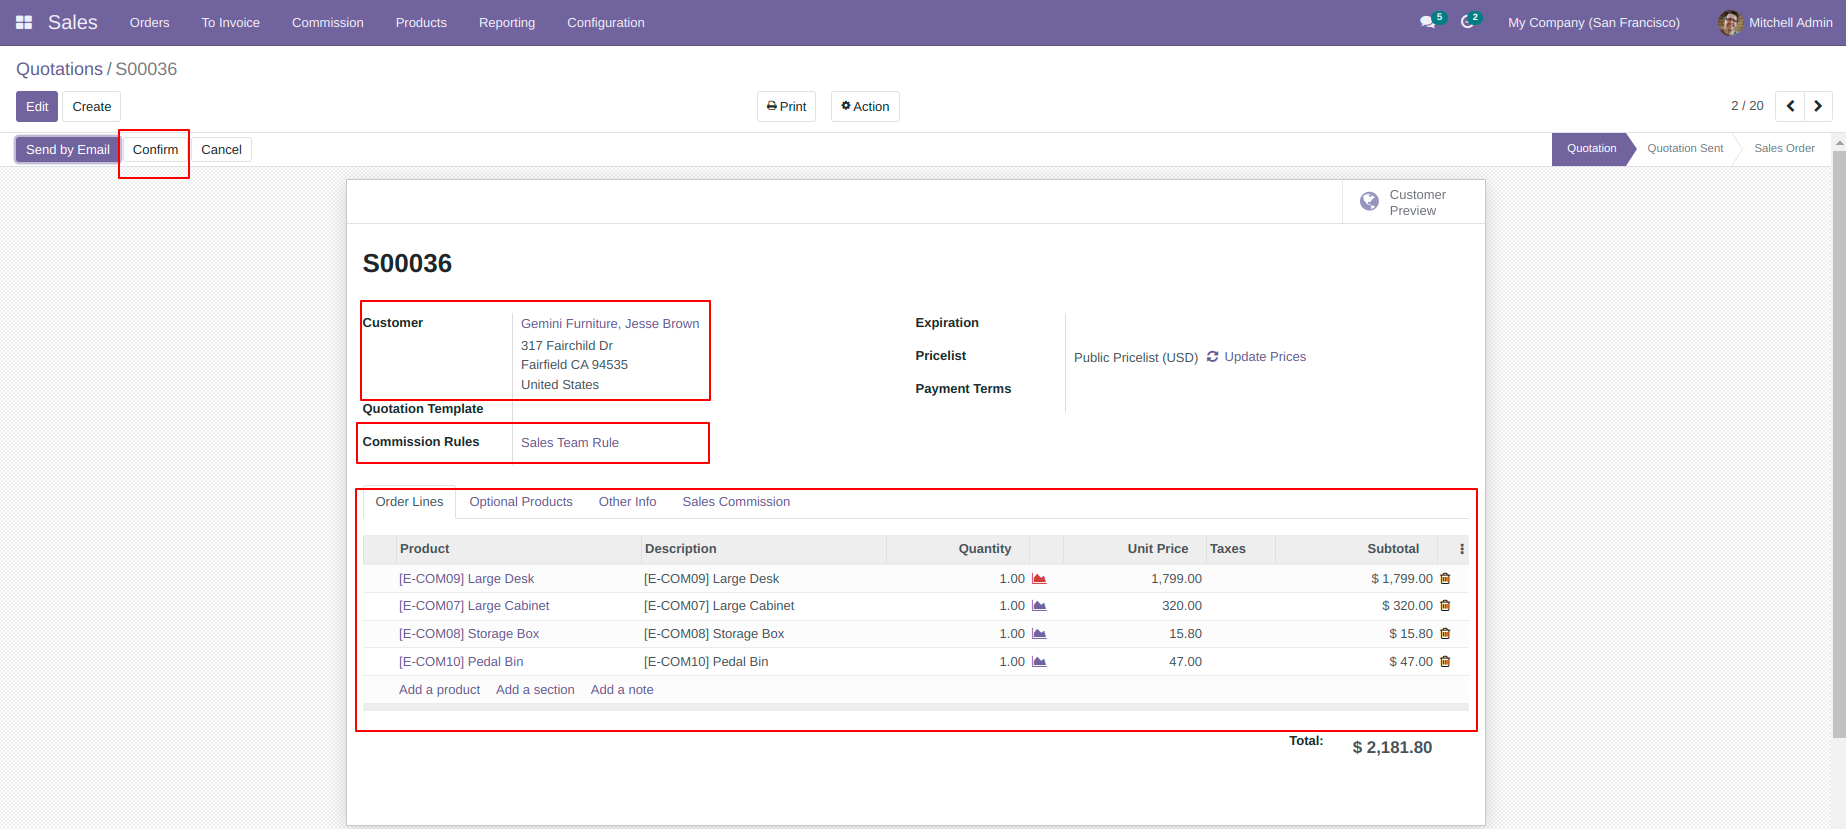 Sales Orders To Invoice Commission Products Reporting Configuration 5 2 My Company (San Francisco) Mitchell Admin
Quotations / S00036
Edit Create Print Action 2 / 20
Send by Email Confirm Cancel Quotation Quotation Sent Sales Order
Customer
Preview
S00036
Customer Gemini Furniture, Jesse Brown
317 Fairchild Dr
Fairfield CA 94535
United States
Quotation Template
Commission Rules Sales Team Rule
Expiration
Pricelist Public Pricelist (USD) Update Prices
Payment Terms
Order Lines Optional Products Other Info Sales Commission
Product Description Quantity Unit Price Taxes Subtotal
[E-COM09] Large Desk [E-COM09] Large Desk 1.00 1,799.00 $ 1,799.00
[E-COM07] Large Cabinet [E-COM07] Large Cabinet 1.00 320.00 $ 320.00
[E-COM08] Storage Box [E-COM08] Storage Box 1.00 15.80 $ 15.80
[E-COM10] Pedal Bin [E-COM10] Pedal Bin 1.00 47.00 $ 47.00
Add a product Add a section Add a note
Total: $ 2,181.80